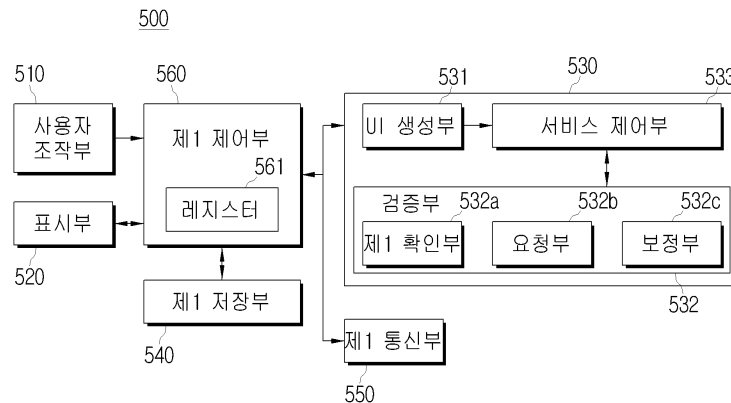 500
510
사용자
조작부
560
제1 제어부
561
레지스터
표시부
520
제1 저장부
540
530
531
UI 생성부
533
서비스 제어부
검증부
532a
제1 확인부
532b
요청부
532c
보정부
532
제1 통신부
550